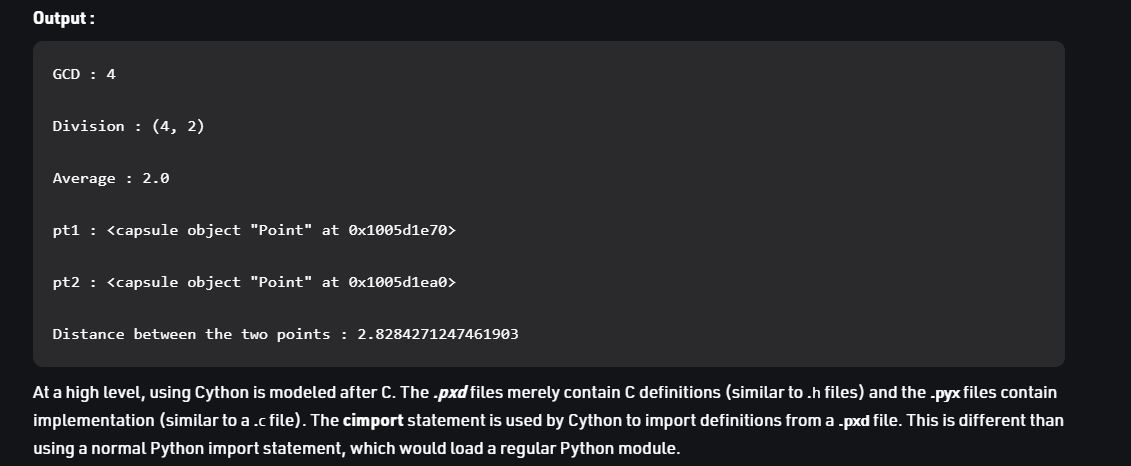 Output :
GCD : 4
Division : (4, 2)
Average : 2.0
pt1 : <capsule object "Point" at 0x1005d1e70>
pt2 : <capsule object "Point" at 0x1005d1ea0>
Distance between the two points : 2.8284271247461903
At a high level, using Cython is modeled after C. The .pxd files merely contain C definitions (similar to .h files) and the .pyx files contain
implementation (similar to a .c file). The cimport statement is used by Cython to import definitions from a .pxd file. This is different than
using a normal Python import statement, which would load a regular Python module.